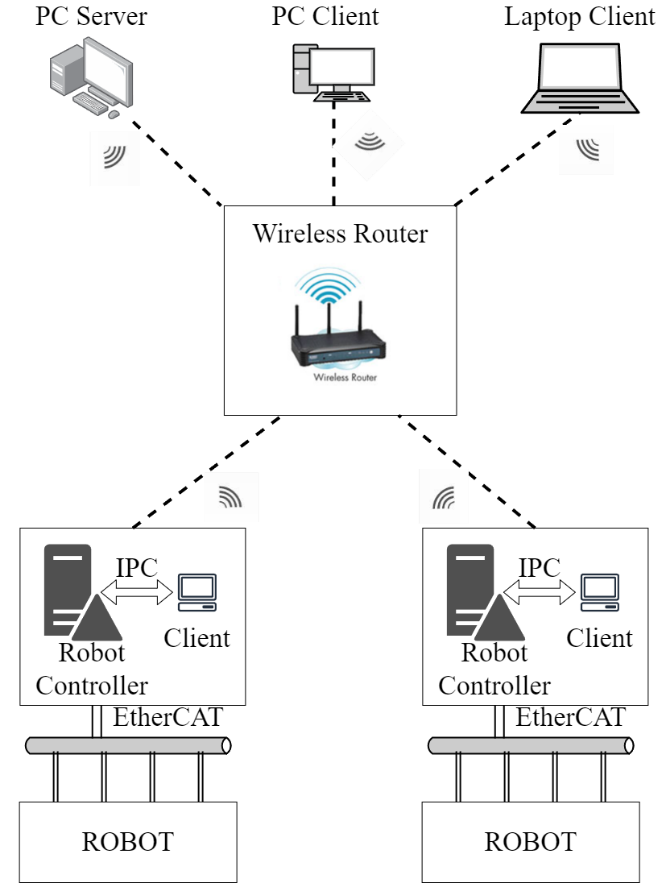 PC Server
PC Client
Laptop Client
Wireless Router
Wireless Router
IPC
Client
Robot
Controller
EtherCAT
ROBOT
IPC
Client
Robot
Controller
EtherCAT
ROBOT